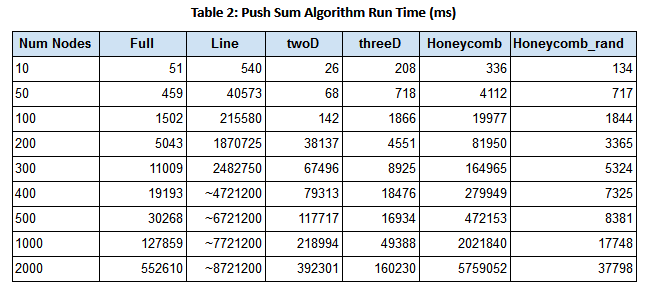 Table 2: Push Sum Algorithm Run Time (ms)
Num Nodes Full Line twoD threeD Honeycomb Honeycomb_rand
10 51 540 26 208 336 134
50 459 40573 68 718 4112 717
100 1502 215580 142 1866 19977 1844
200 5043 1870725 38137 4551 81950 3365
300 11009 2482750 67496 8925 164965 5324
400 19193 ~4721200 79313 18476 279949 7325
500 30268 ~6721200 117717 16934 472153 8381
1000 127859 ~7721200 218994 49388 2021840 17748
2000 552610 ~8721200 392301 160230 5759052 37798